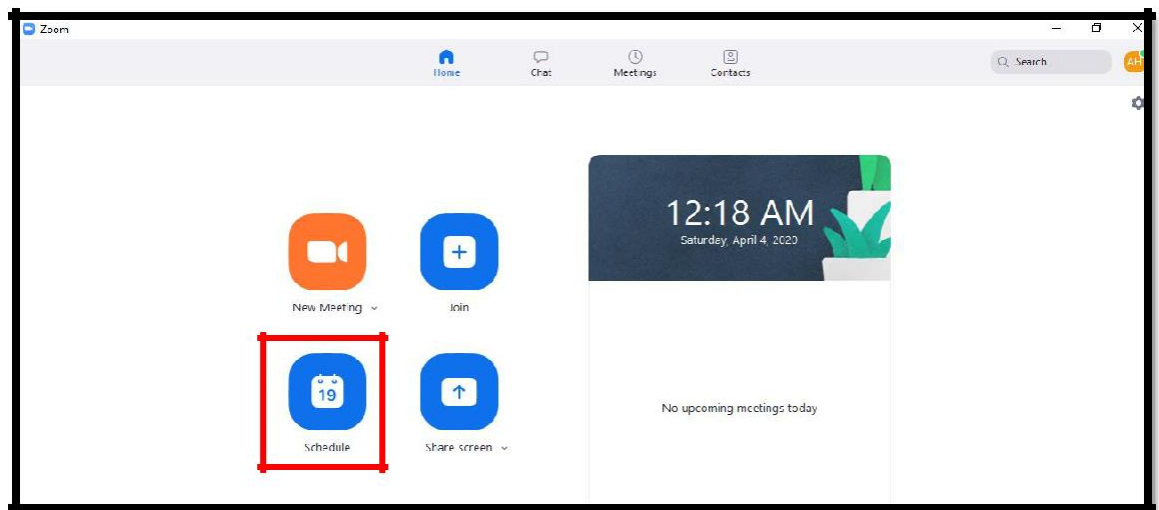 Zoom
Home
Chat
Meetings
Contacts
Search
AH
12:18 AM
Saturday, April 4, 2020
New Meeting
Join
19
Schedule
Share screen
No upcoming meetings today